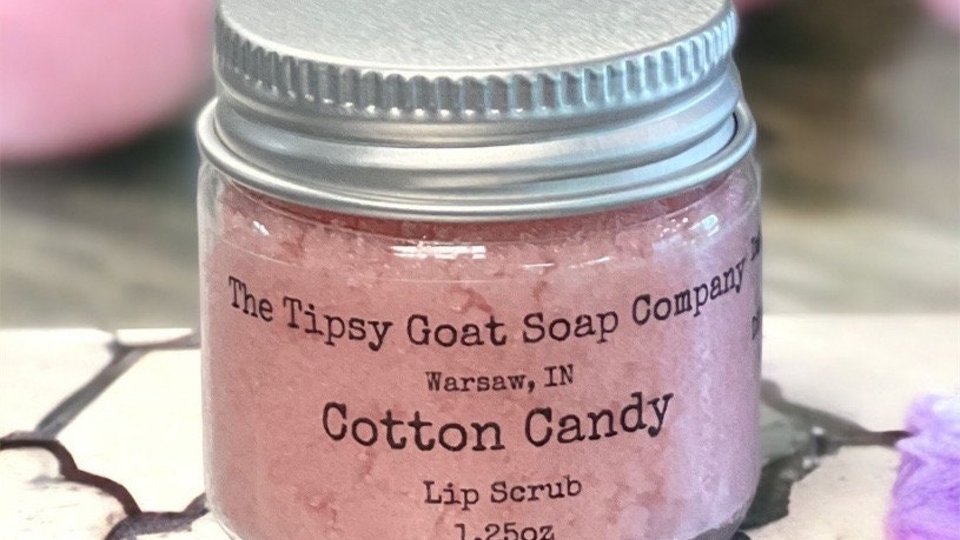 The Tipsy Goat Soap Company
Warsaw, IN
Cotton Candy
Lip Scrub
1.25oz